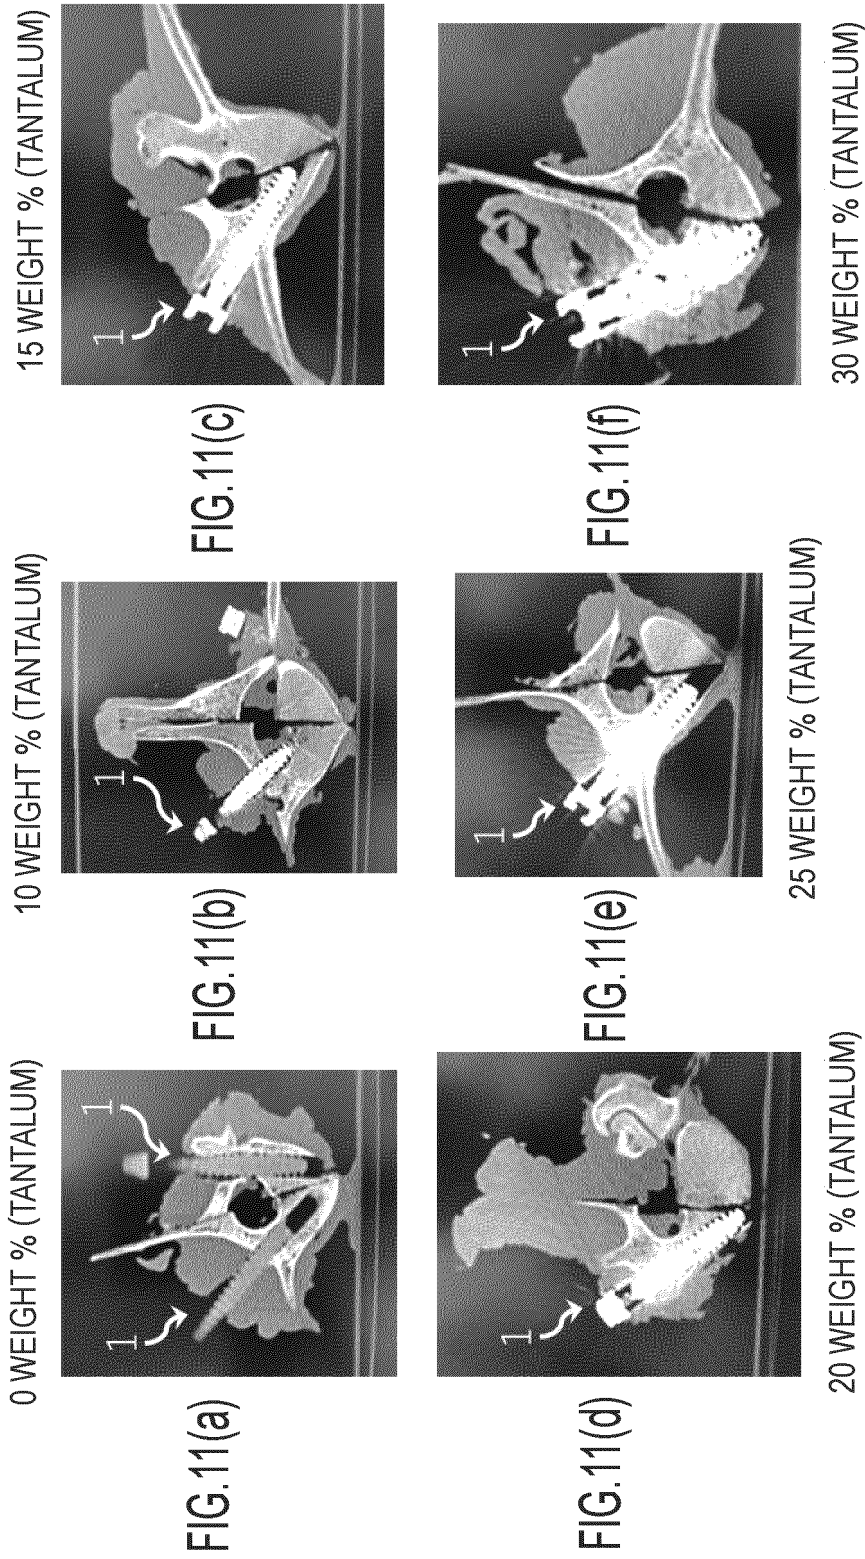 0 WEIGHT % (TANTALUM)
1
1
FIG.11(a)
10 WEIGHT % (TANTALUM)
1
FIG.11(b)
15 WEIGHT % (TANTALUM)
1
FIG.11(c)
1
FIG.11(d)
20 WEIGHT % (TANTALUM)
1
FIG.11(e)
25 WEIGHT % (TANTALUM)
1
FIG.11(f)
30 WEIGHT % (TANTALUM)